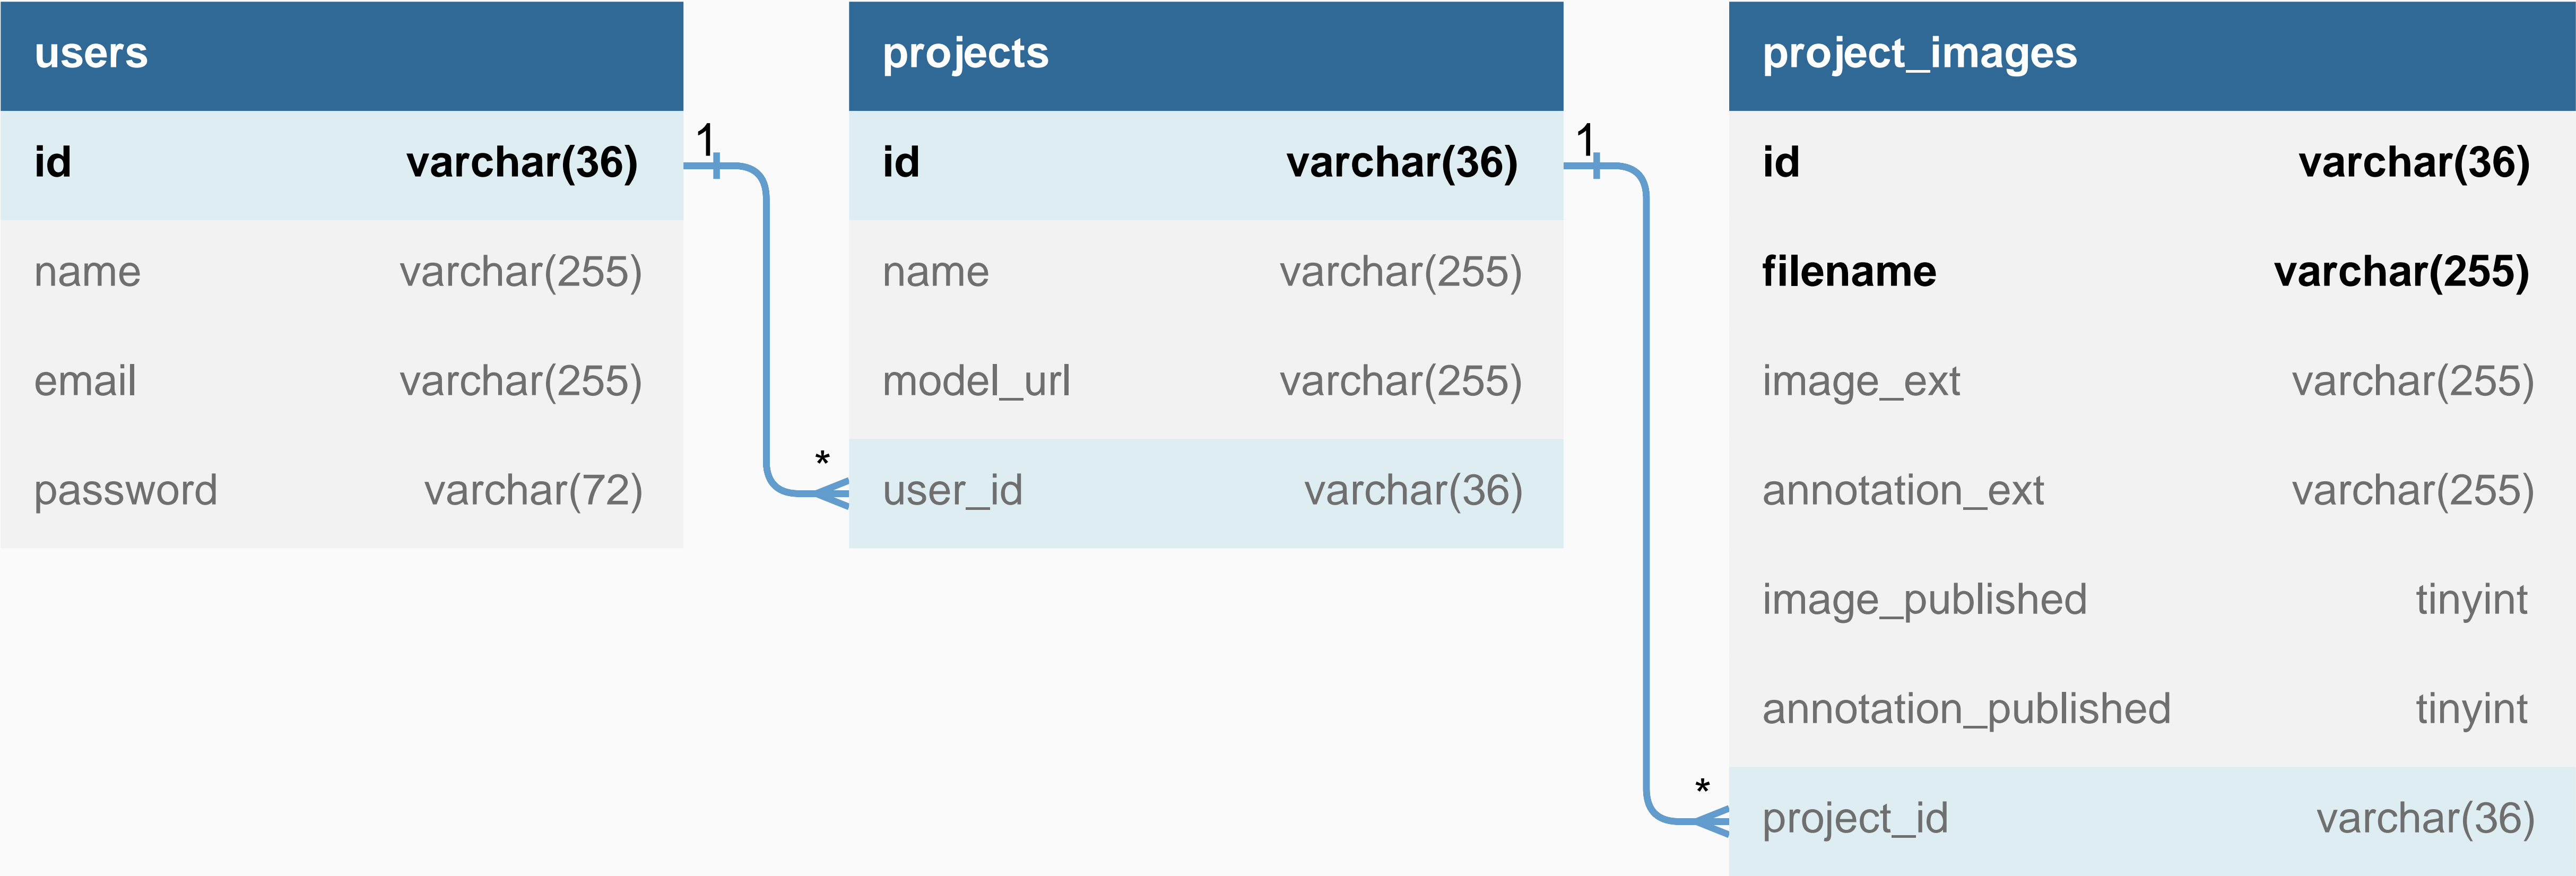 users
id varchar(36)
name varchar(255)
email varchar(255)
password varchar(72)
1
*
projects
id varchar(36)
name varchar(255)
model_url varchar(255)
user_id varchar(36)
1
*
project_images
id varchar(36)
filename varchar(255)
image_ext varchar(255)
annotation_ext varchar(255)
image_published tinyint
annotation_published tinyint
project_id varchar(36)